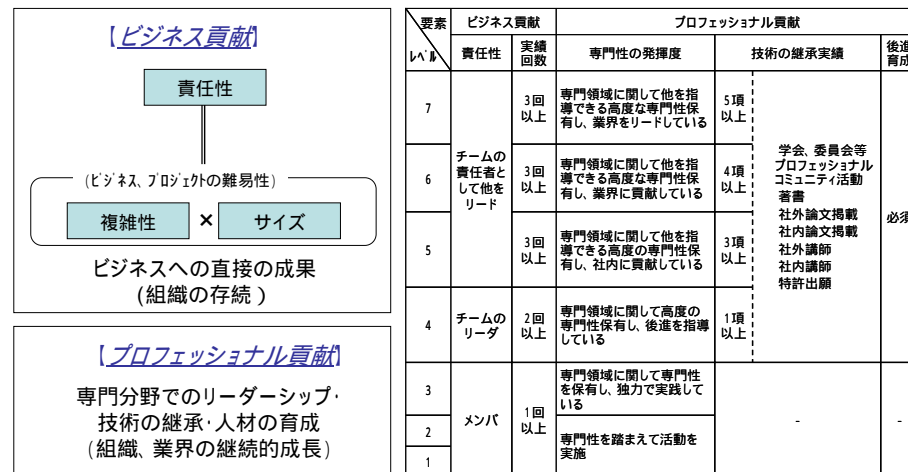 【ビジネス貢献】
責任性
(ビジネス、プロジェクトの難易性)
複雑性 × サイズ
ビジネスへの直接の成果
(組織の存続)
【プロフェッショナル貢献】
専門分野でのリーダーシップ・
技術の継承・人材の育成
(組織、業界の継続的成長)
要素
レベル
ビジネス貢献
プロフェッショナル貢献
責任性
実績
回数
専門性の発揮度
技術の継承実績
後進
育成
7
3回
以上
専門領域に関して他を指
導できる高度な専門性保
有し、業界をリードしている
5項
以上
チームの
責任者と
して他を
リード
6
3回
以上
専門領域に関して他を指
導できる高度な専門性保
有し、業界に貢献している
4項
以上
5
3回
以上
専門領域に関して他を指
導できる高度の専門性保
有し、社内に貢献している
3項
以上
学会、委員会等
プロフェッショナル
コミュニティ活動
著書
社外論文掲載
社内論文掲載
社外講師
社内講師
特許出願
必須
4
チームの
リーダ
2回
以上
専門領域に関して高度の
専門性保有し、後進を指導
している
1項
以上
3
メンバ
1回
以上
専門領域に関して専門性
を保有し、独力で実践して
いる
-
-
2
専門性を踏まえて活動を
実施
1